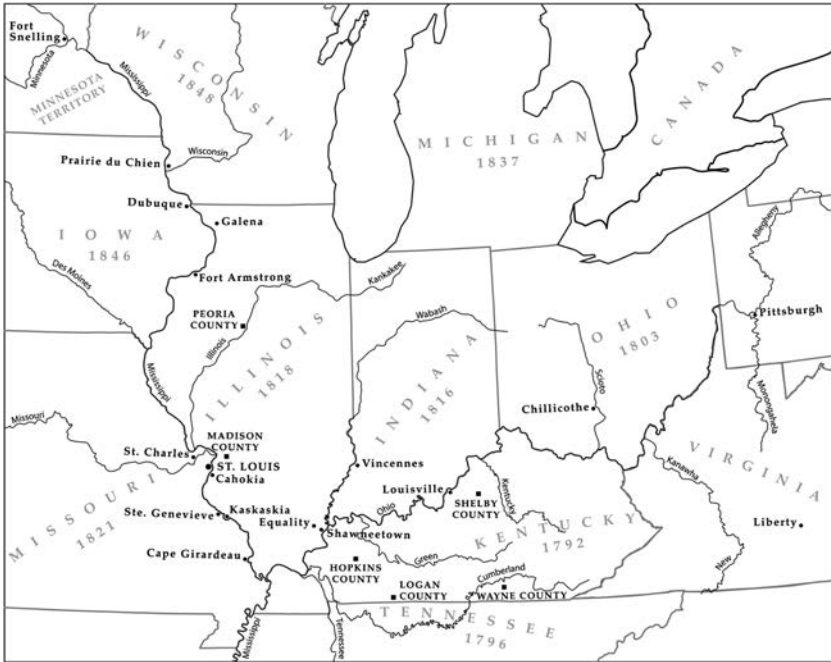 Fort
Snelling
Minnesota
MINNESOTA
TERRITORY
Mississippi
WISCONSIN
1848
Wisconsin
Prairie du Chien
Dubuque
Galena
IOWA
1846
Des Moines
Fort Armstrong
MICHIGAN
1837
CANADA
PEORIA
COUNTY
Illinois
Kankakee
ILLINOIS
1818
Mississippi
Wabash
INDIANA
1816
OHIO
1803
Scioto
Chillicothe
Allegheny
Pittsburgh
Monongahela
Missouri
St. Charles
MADISON
COUNTY
ST. LOUIS
Cahokia
MISSOURI
1821
Ste. Genevieve
Kaskaskia
Cape Girardeau
Equality
Shawneetown
Vincennes
Louisville
Ohio
Kentucky
SHELBY
COUNTY
KENTUCKY
1792
Green
HOPKINS
COUNTY
LOGAN
COUNTY
Cumberland
WAYNE COUNTY
TENNESSEE
1796
Mississippi
Tennessee
VIRGINIA
Kanawha
Liberty
New